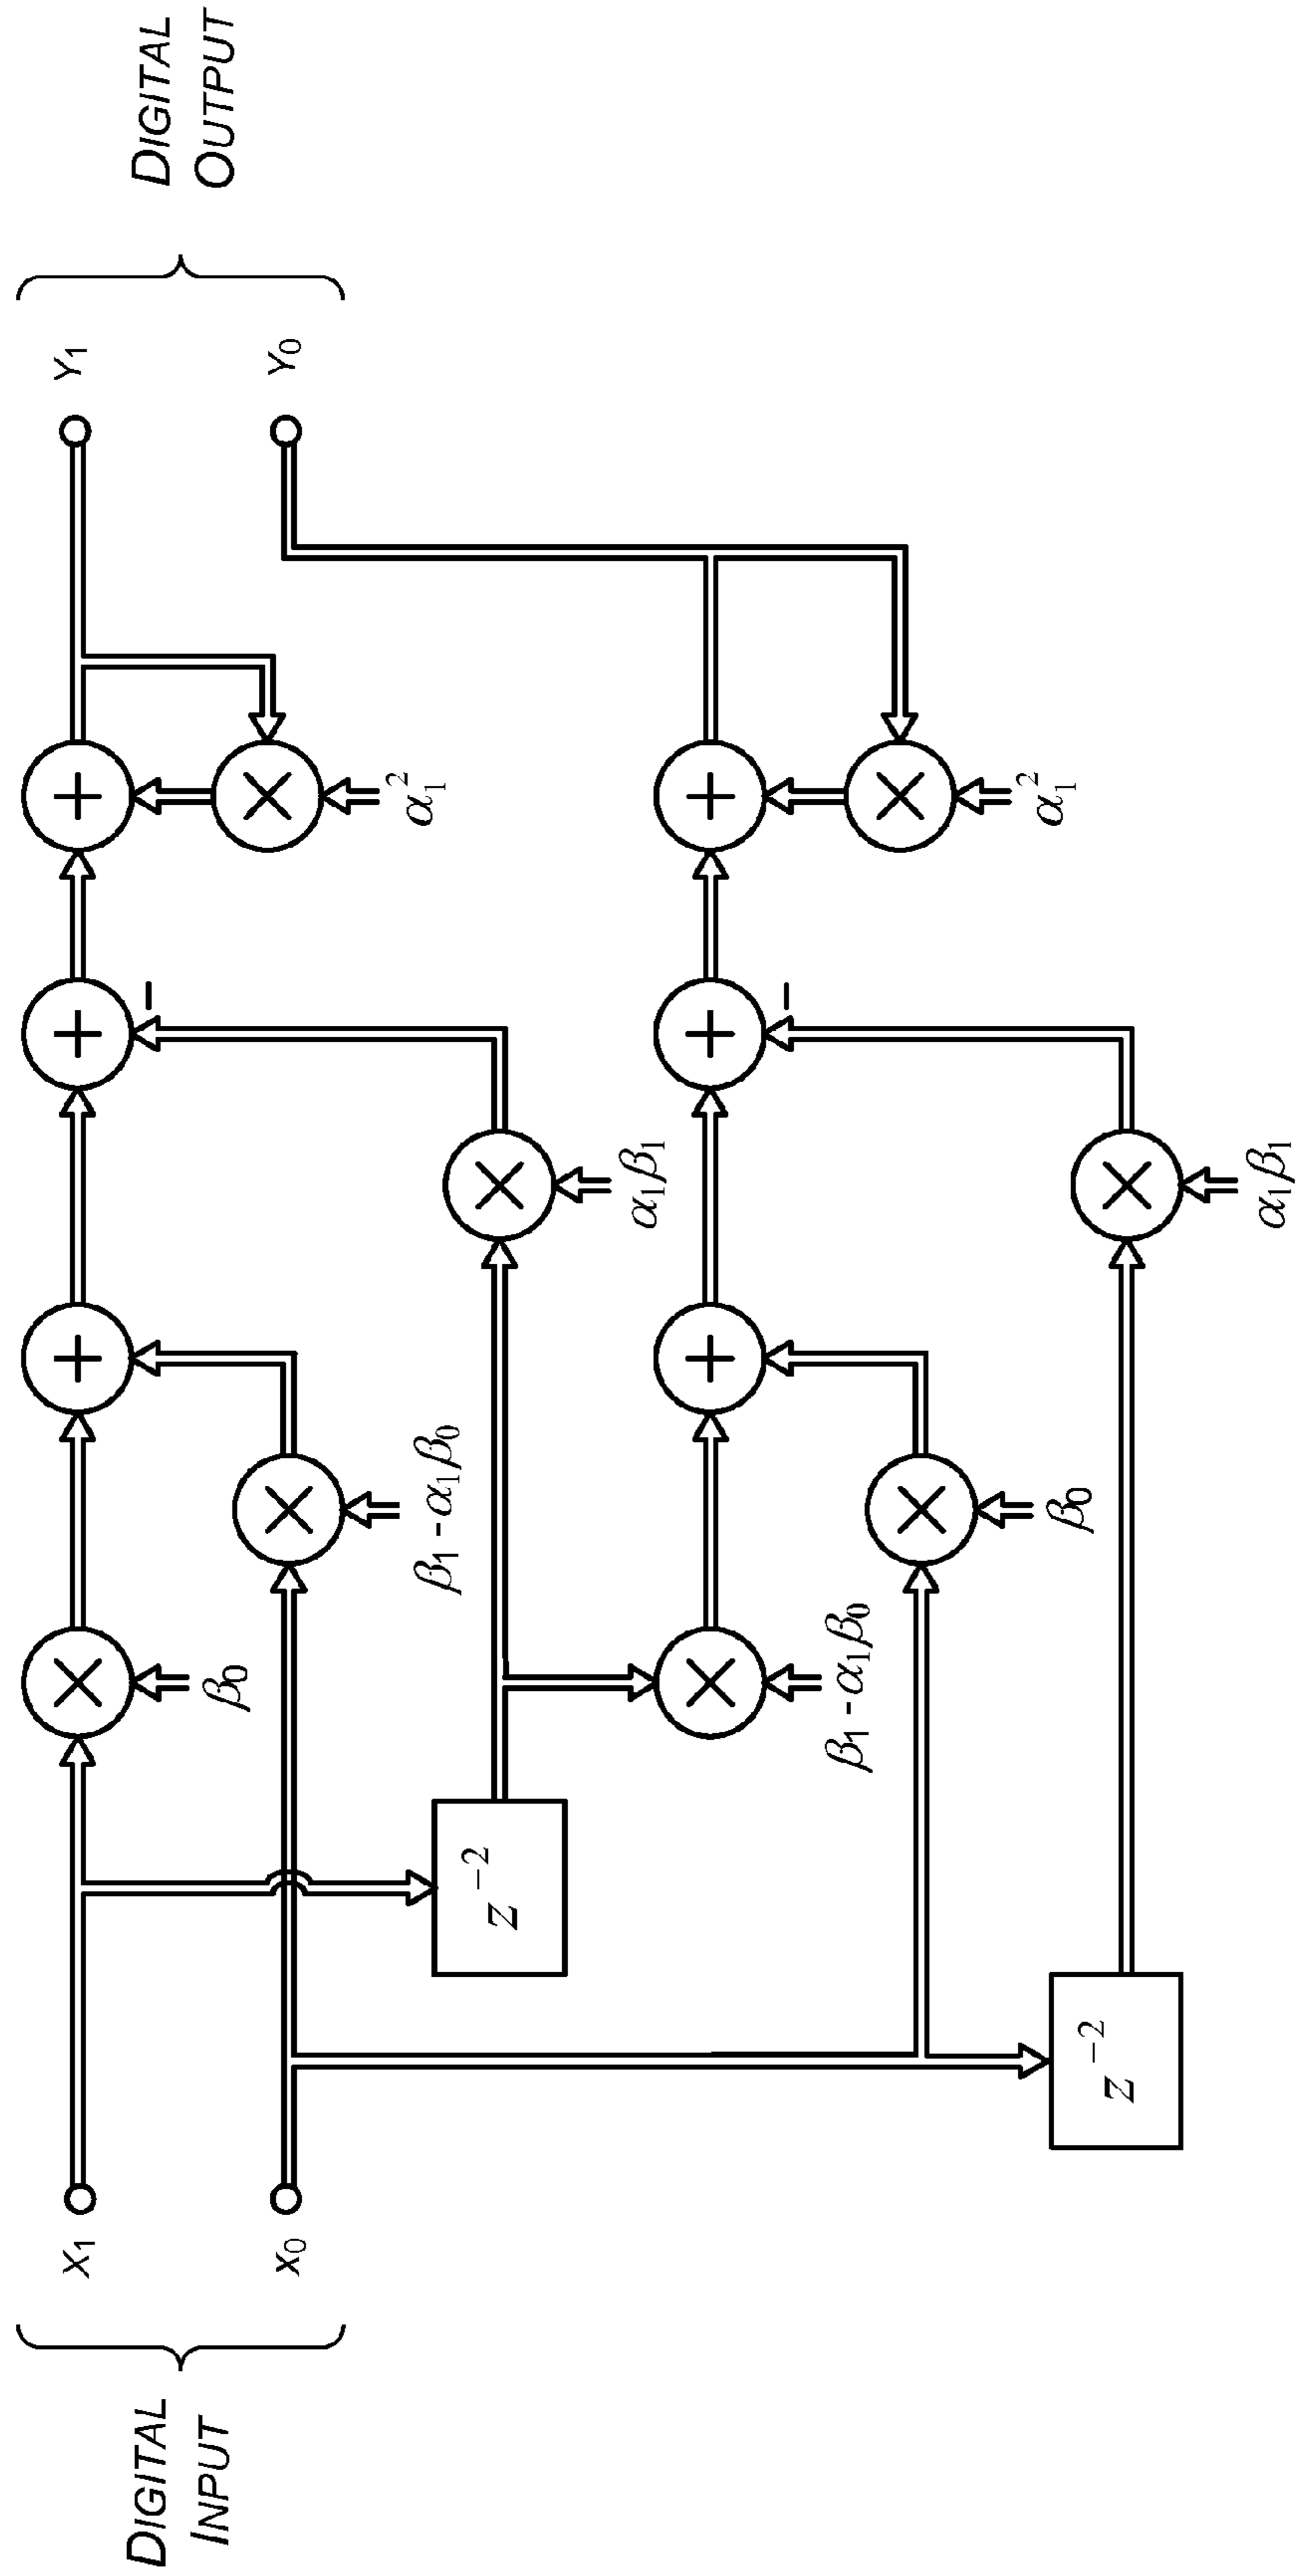 DIGITAL
INPUT
x₁
x₀
z⁻²
z⁻²
β₀
β₁ - α₁β₀
β₁ - α₁β₀
β₀
α₁β₁
α₁β₁
+
+
−
−
α₁²
α₁²
Y₁
Y₀
DIGITAL
OUTPUT